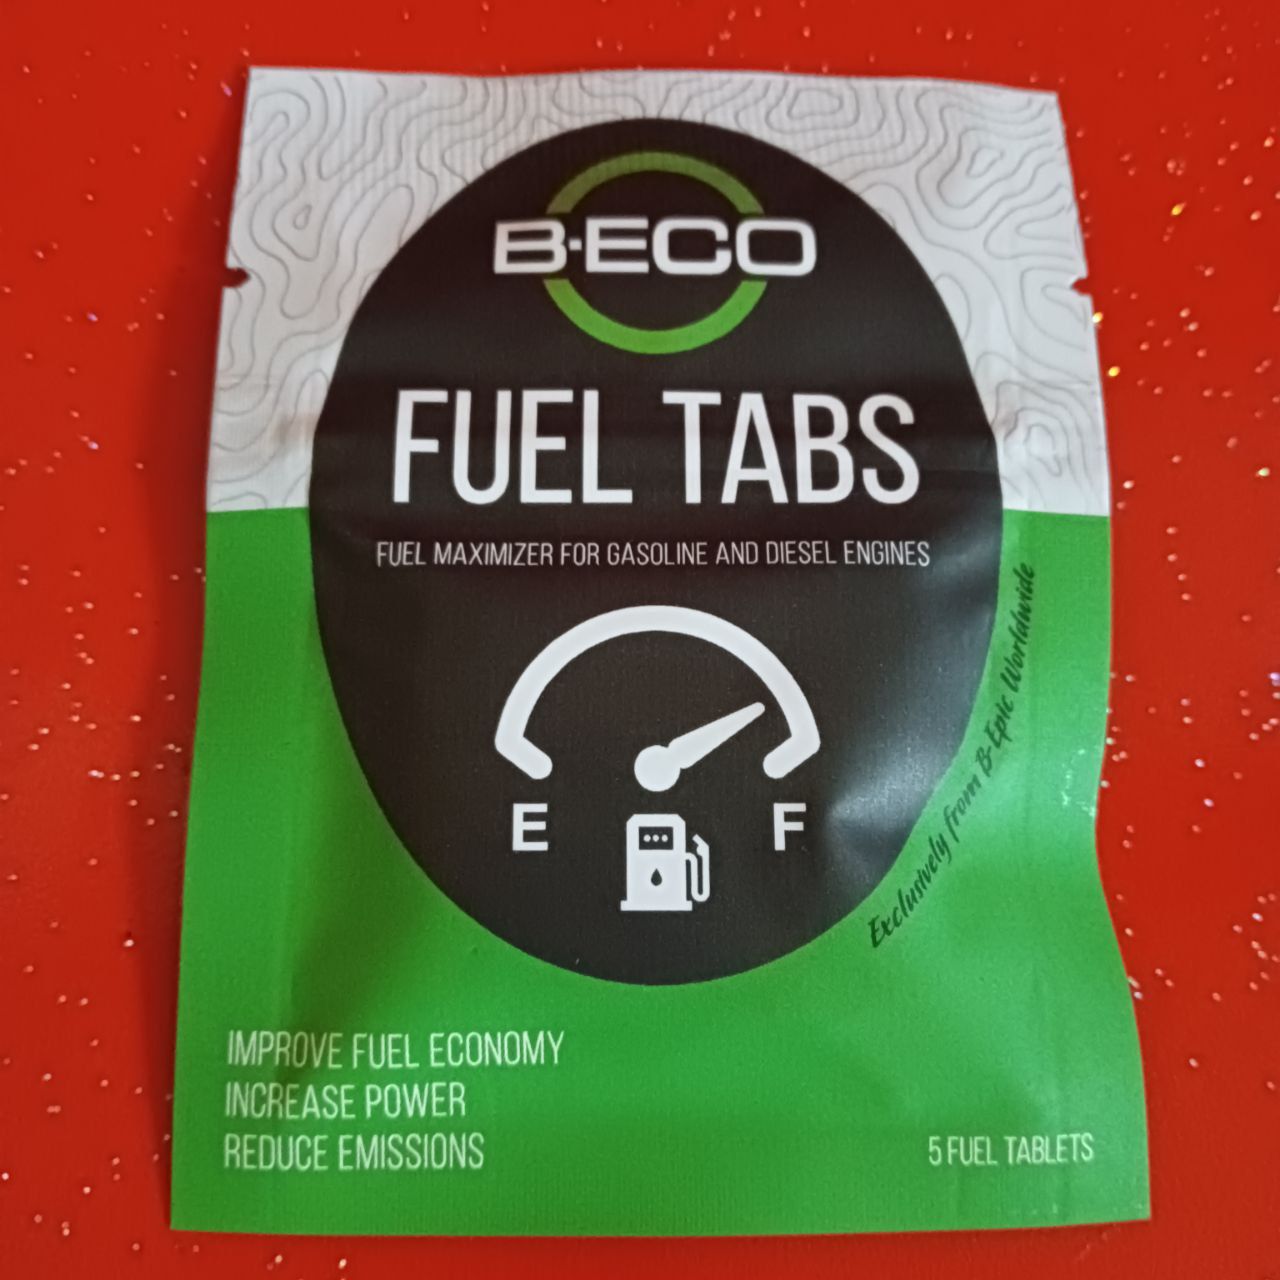 B·ECO
FUEL TABS
FUEL MAXIMIZER FOR GASOLINE AND DIESEL ENGINES
E
F
Exclusively from B-Epic Worldwide
IMPROVE FUEL ECONOMY
INCREASE POWER
REDUCE EMISSIONS
5 FUEL TABLETS